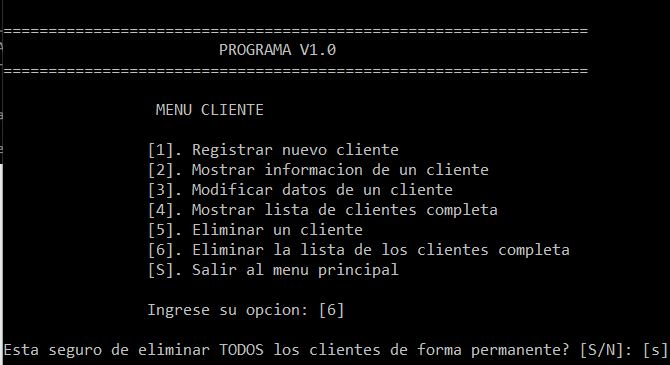 =================================================================
PROGRAMA V1.0
=================================================================
MENU CLIENTE
[1]. Registrar nuevo cliente
[2]. Mostrar informacion de un cliente
[3]. Modificar datos de un cliente
[4]. Mostrar lista de clientes completa
[5]. Eliminar un cliente
[6]. Eliminar la lista de los clientes completa
[S]. Salir al menu principal
Ingrese su opcion: [6]
Esta seguro de eliminar TODOS los clientes de forma permanente? [S/N]: [s]